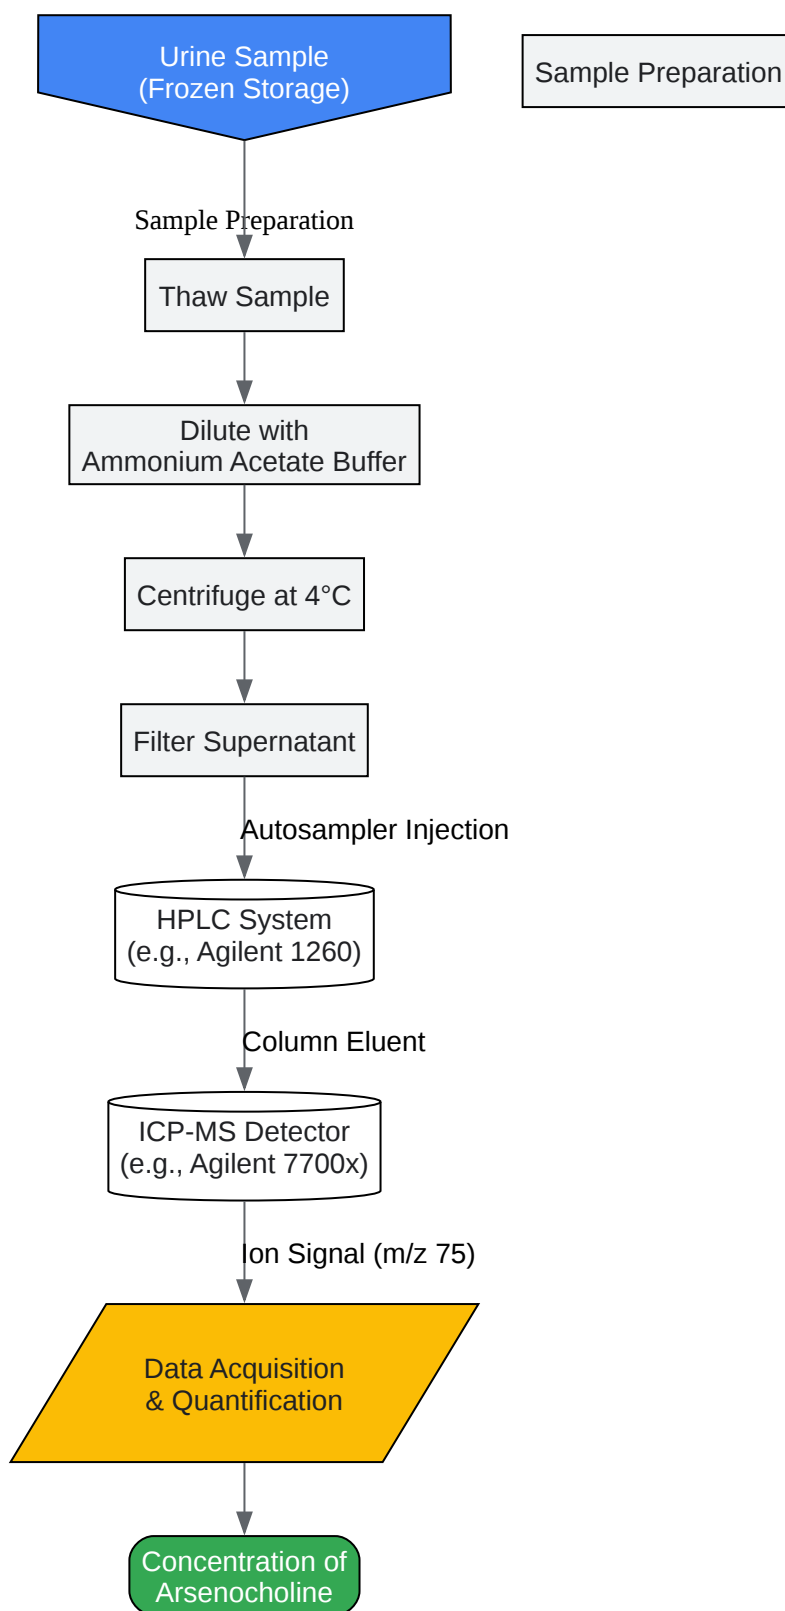 Urine Sample
(Frozen Storage)
Sample Preparation
Sample Preparation
Thaw Sample
Dilute with
Ammonium Acetate Buffer
Centrifuge at 4°C
Filter Supernatant
Autosampler Injection
HPLC System
(e.g., Agilent 1260)
Column Eluent
ICP-MS Detector
(e.g., Agilent 7700x)
Ion Signal (m/z 75)
Data Acquisition
& Quantification
Concentration of
Arsenocholine